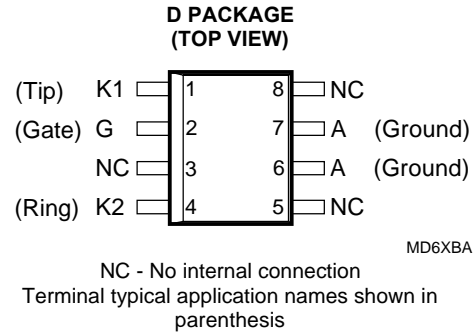 D PACKAGE
(TOP VIEW)
(Tip) K1 1 8 NC
(Gate) G 2 7 A (Ground)
NC 3 6 A (Ground)
(Ring) K2 4 5 NC
MD6XBA
NC - No internal connection
Terminal typical application names shown in
parenthesis